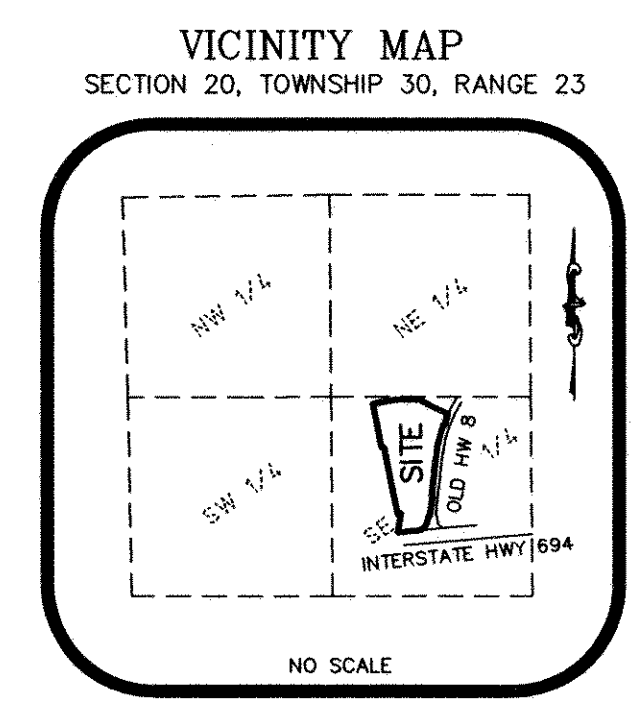 VICINITY MAP
SECTION 20, TOWNSHIP 30, RANGE 23
NW 1/4
NE 1/4
SW 1/4
SE 1/4
SITE
OLD HW 8
INTERSTATE HWY 694
NO SCALE